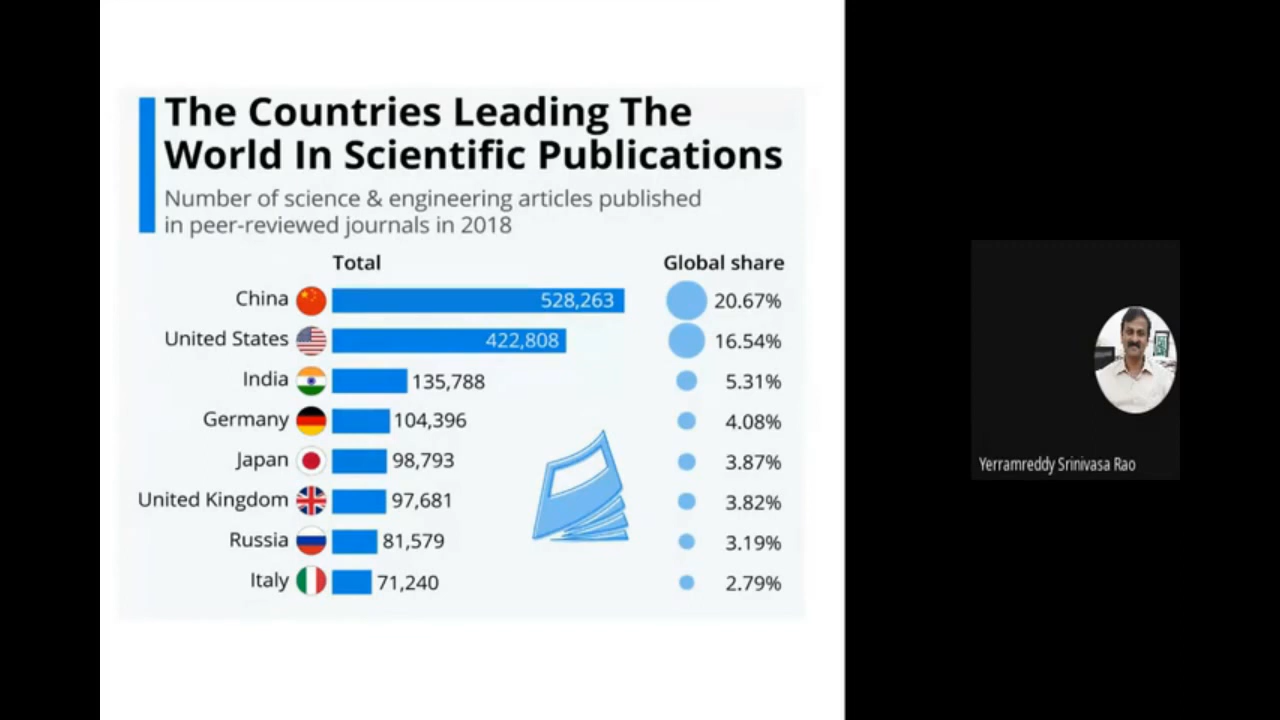 The Countries Leading The
World In Scientific Publications
Number of science & engineering articles published
in peer-reviewed journals in 2018
Total Global share
China 528,263 20.67%
United States 422,808 16.54%
India 135,788 5.31%
Germany 104,396 4.08%
Japan 98,793 3.87%
United Kingdom 97,681 3.82%
Russia 81,579 3.19%
Italy 71,240 2.79%
Yerramreddy Srinivasa Rao